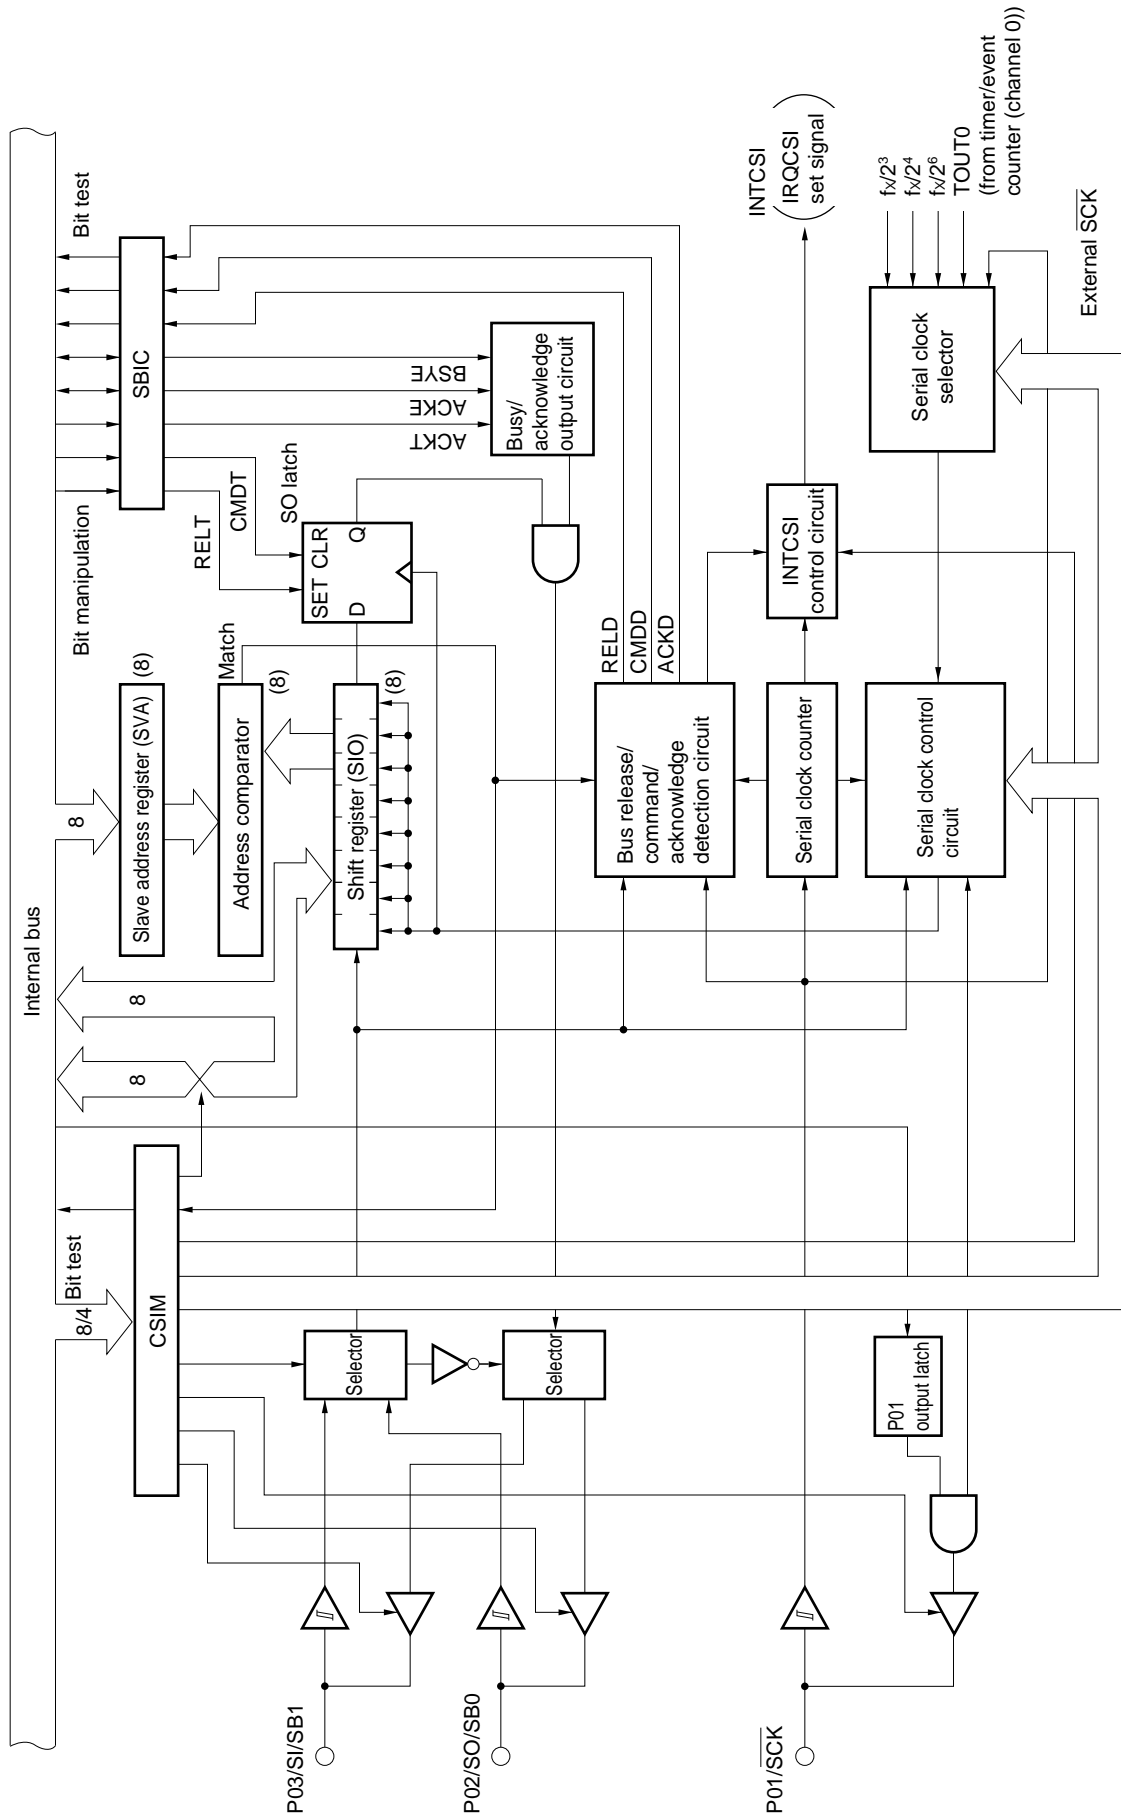 Internal bus
Bit test
8/4
CSIM
8
8
8
Slave address register (SVA)
(8)
Address comparator
Match
(8)
Shift register (SIO)
(8)
Bit manipulation
Bit test
SBIC
RELT
CMDT
SO latch
SET CLR
D
Q
ACKT
ACKE
BSYE
Busy/
acknowledge
output circuit
Selector
Selector
P03/SI/SB1
P02/SO/SB0
P01/SCK
P01
output latch
Bus release/
command/
acknowledge
detection circuit
RELD
CMDD
ACKD
Serial clock counter
INTCSI
control circuit
INTCSI
(IRQCSI
set signal)
Serial clock control
circuit
Serial clock
selector
fx/2³
fx/2⁴
fx/2⁶
TOUT0
(from timer/event
counter (channel 0))
External SCK